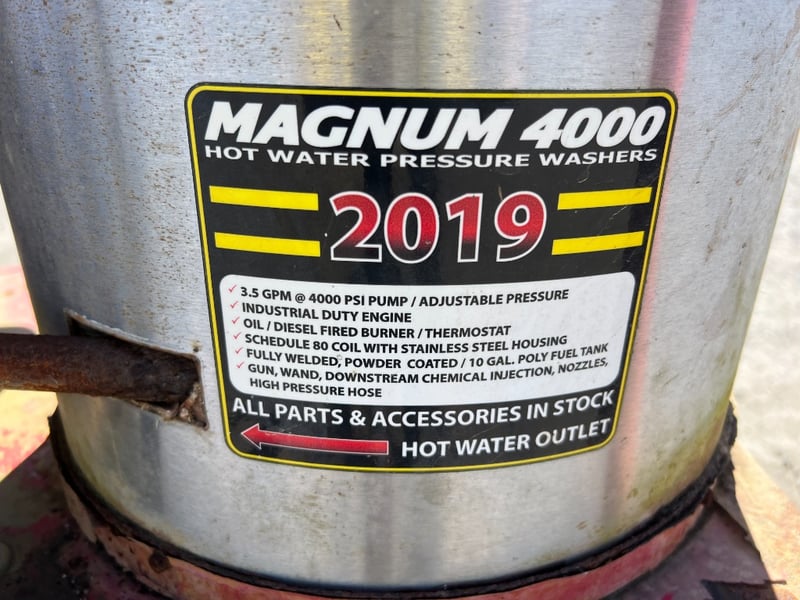 MAGNUM 4000
HOT WATER PRESSURE WASHERS
2019
✓ 3.5 GPM @ 4000 PSI PUMP / ADJUSTABLE PRESSURE
✓ INDUSTRIAL DUTY ENGINE
✓ OIL / DIESEL FIRED BURNER / THERMOSTAT
✓ SCHEDULE 80 COIL WITH STAINLESS STEEL HOUSING
✓ FULLY WELDED, POWDER COATED / 10 GAL. POLY FUEL TANK
✓ GUN, WAND, DOWNSTREAM CHEMICAL INJECTION, NOZZLES,
HIGH PRESSURE HOSE
ALL PARTS & ACCESSORIES IN STOCK
HOT WATER OUTLET